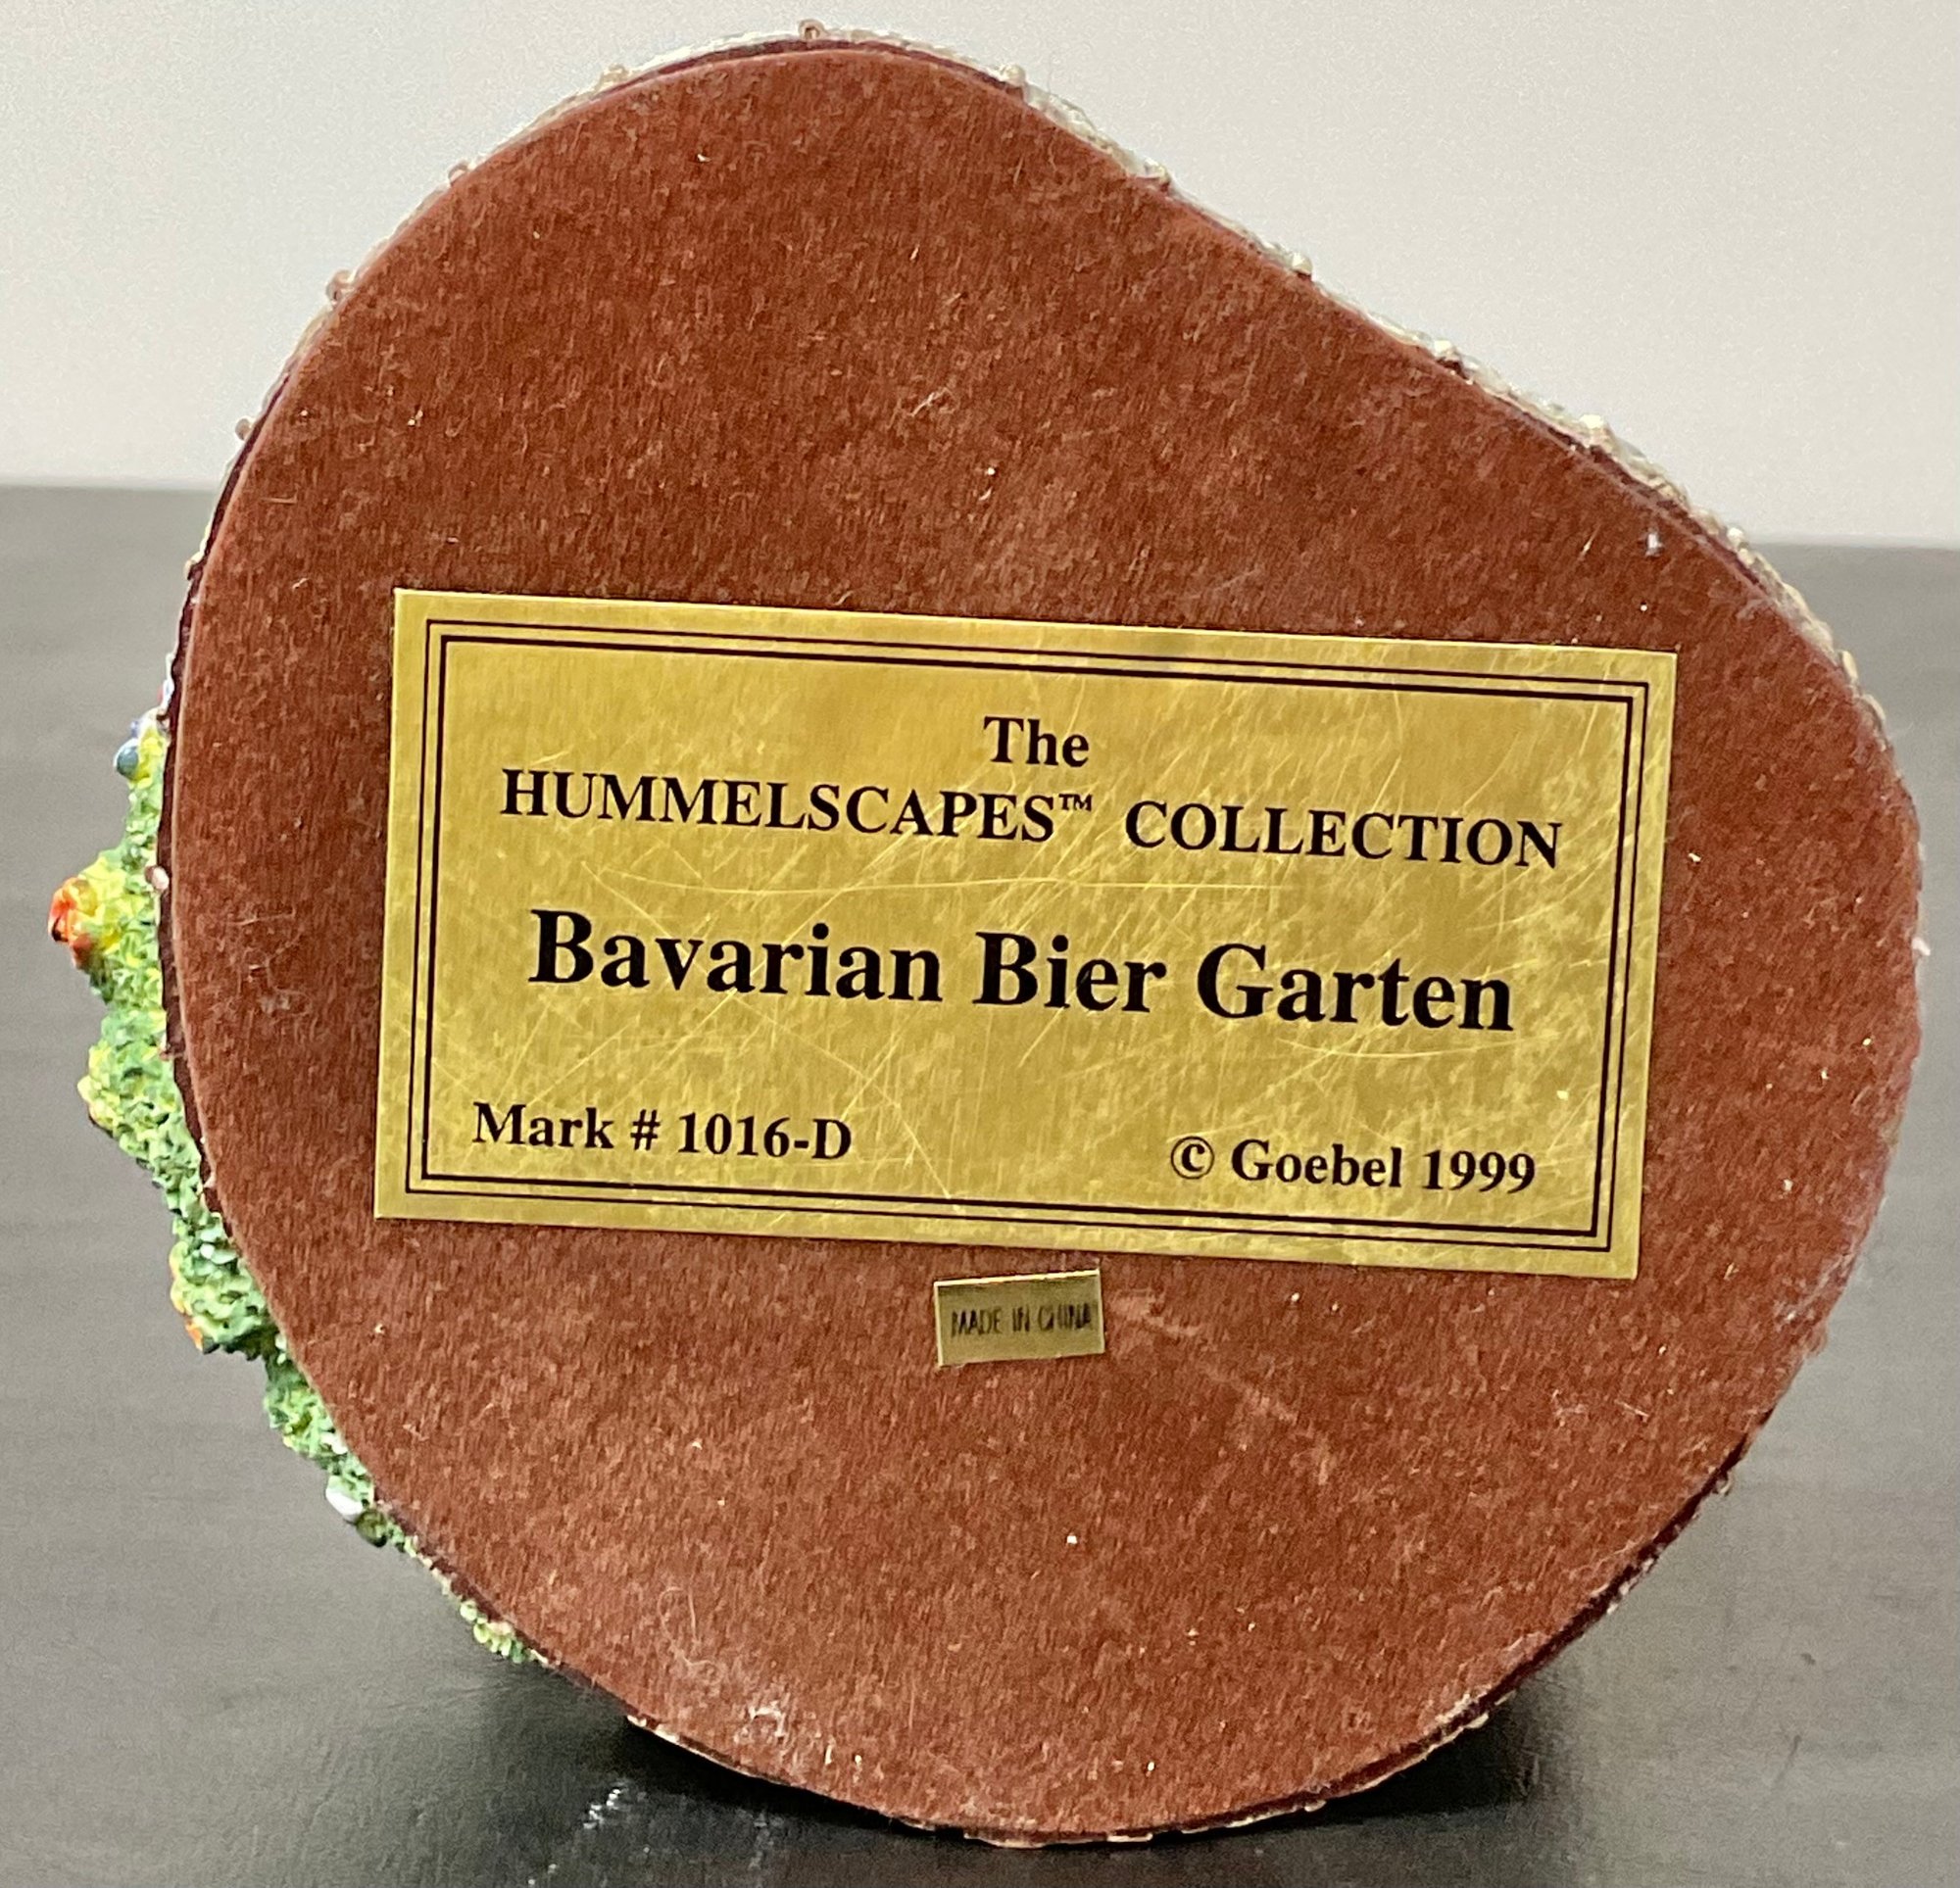 The
HUMMELSCAPES™ COLLECTION
Bavarian Bier Garten
Mark # 1016-D © Goebel 1999
MADE IN CHINA